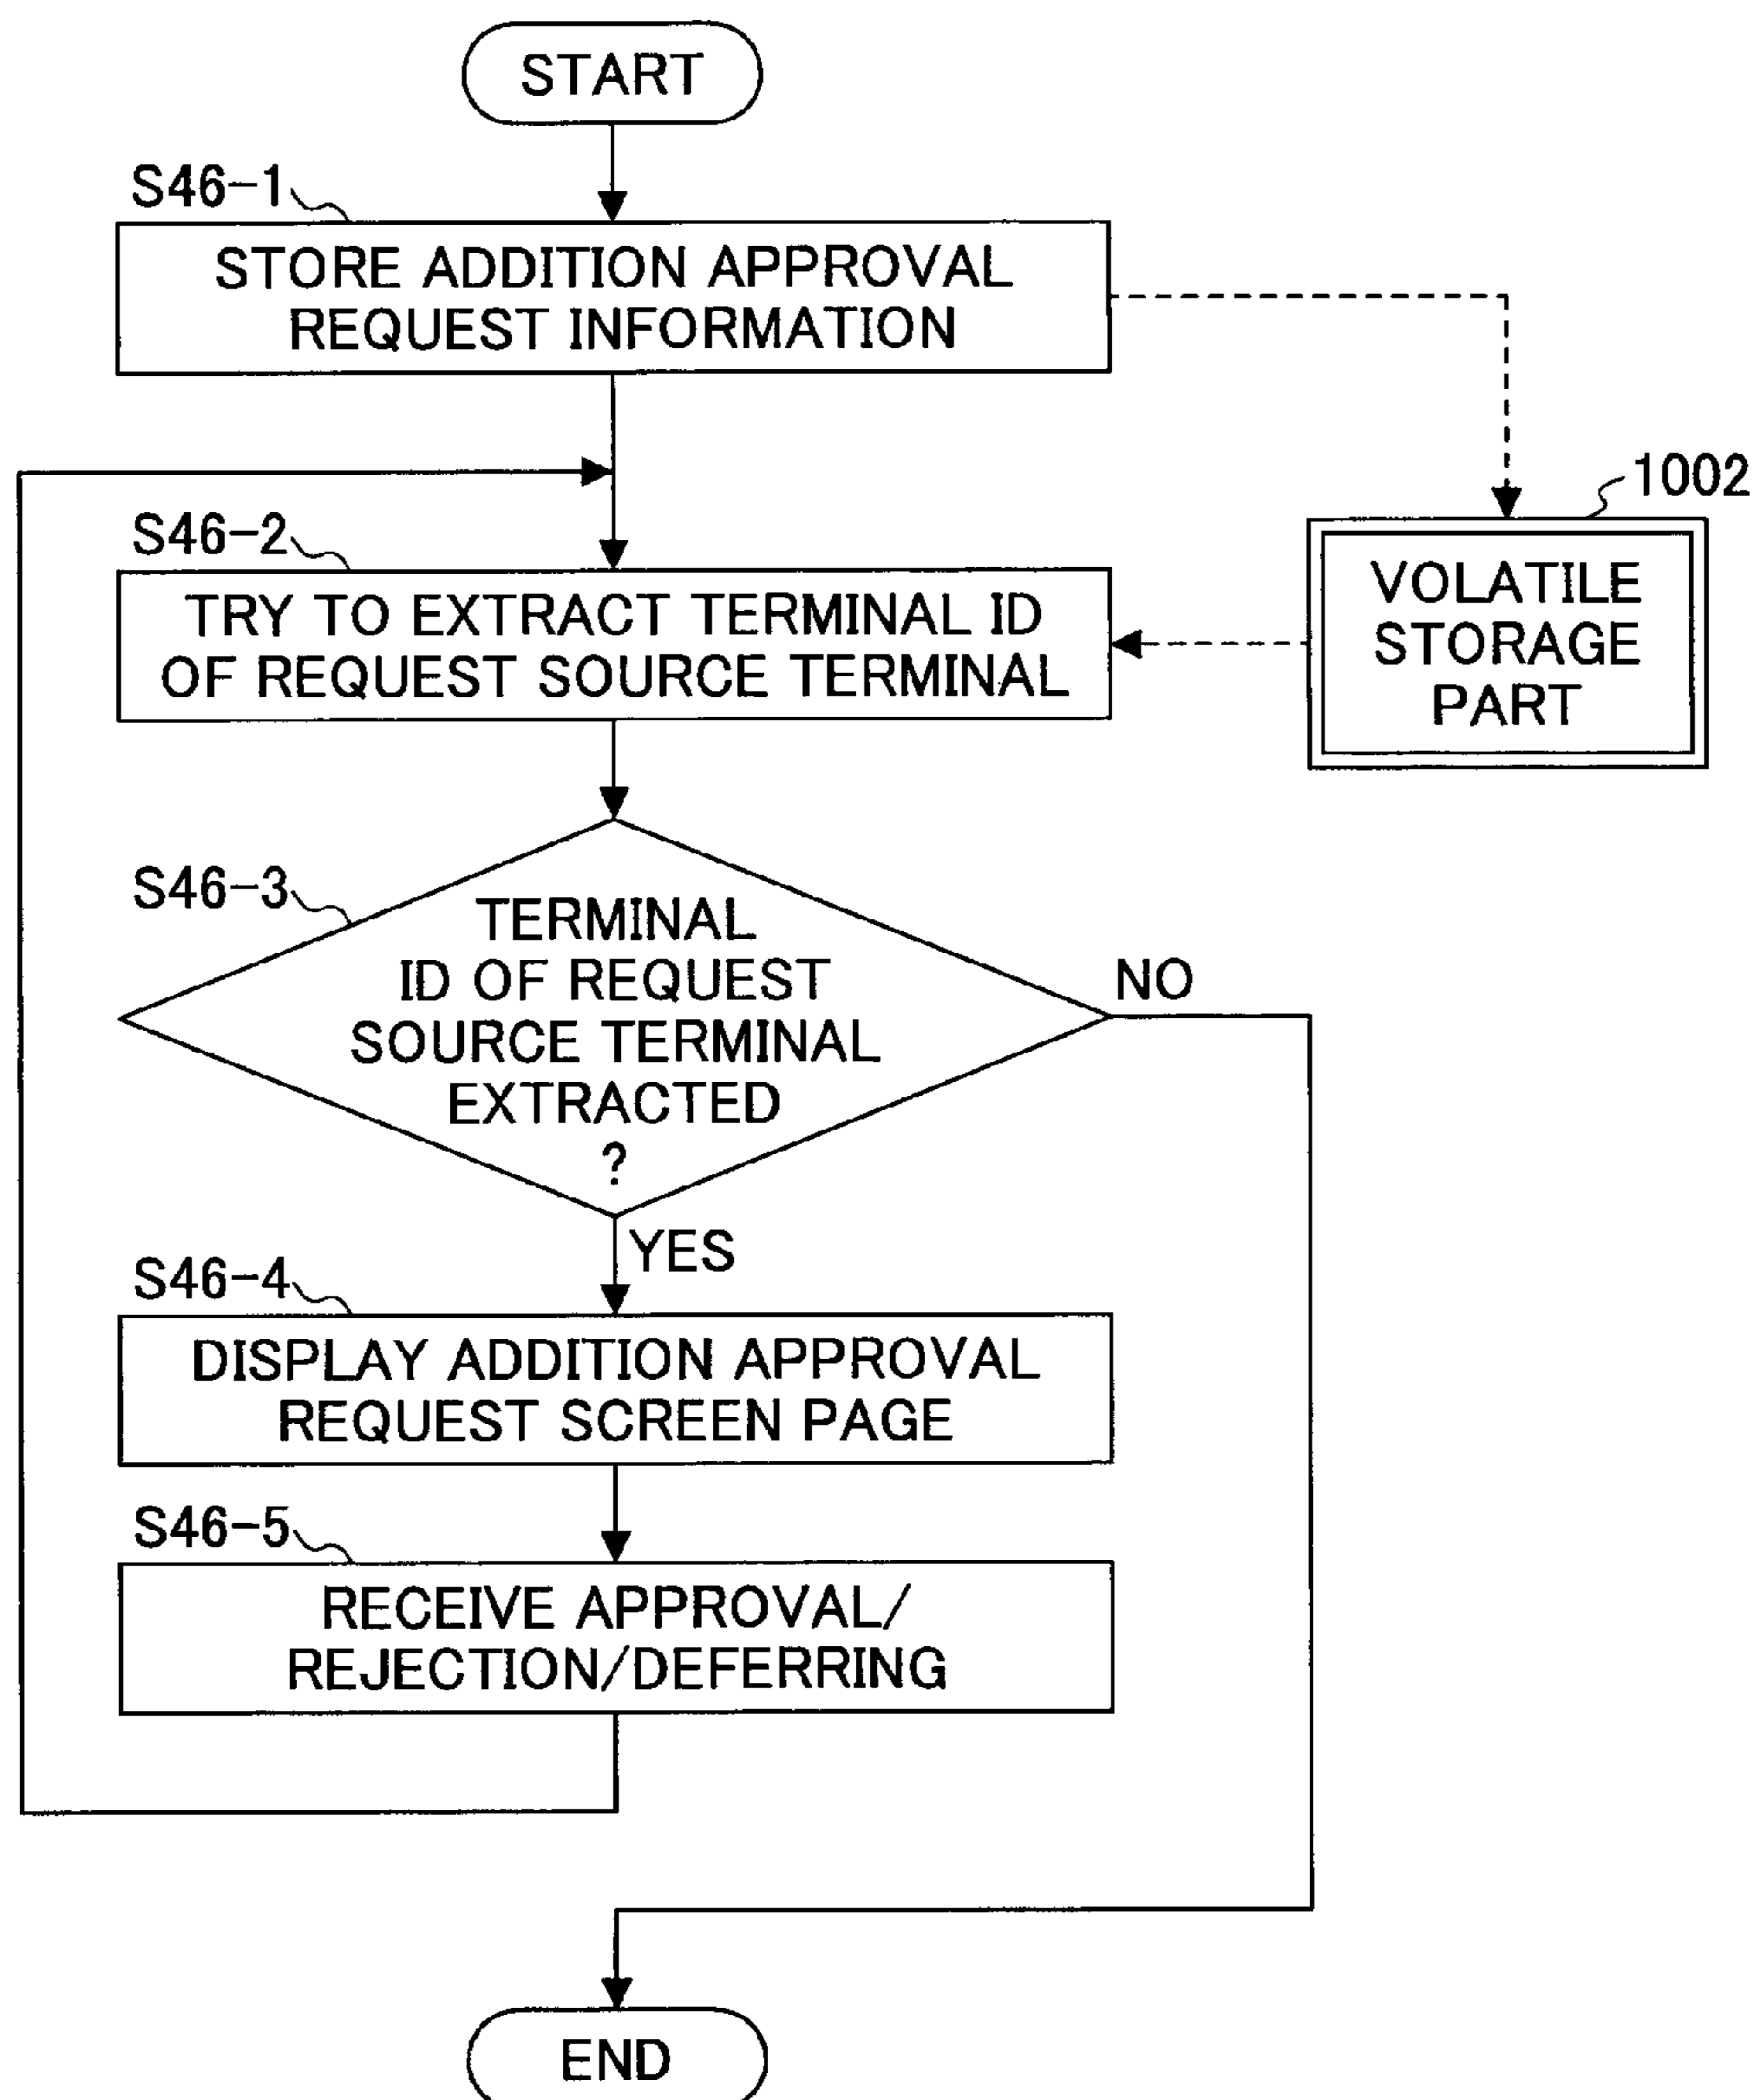 START
S46-1
STORE ADDITION APPROVAL
REQUEST INFORMATION
1002
VOLATILE
STORAGE
PART
S46-2
TRY TO EXTRACT TERMINAL ID
OF REQUEST SOURCE TERMINAL
S46-3
TERMINAL
ID OF REQUEST
SOURCE TERMINAL
EXTRACTED
?
NO
YES
S46-4
DISPLAY ADDITION APPROVAL
REQUEST SCREEN PAGE
S46-5
RECEIVE APPROVAL/
REJECTION/DEFERRING
END